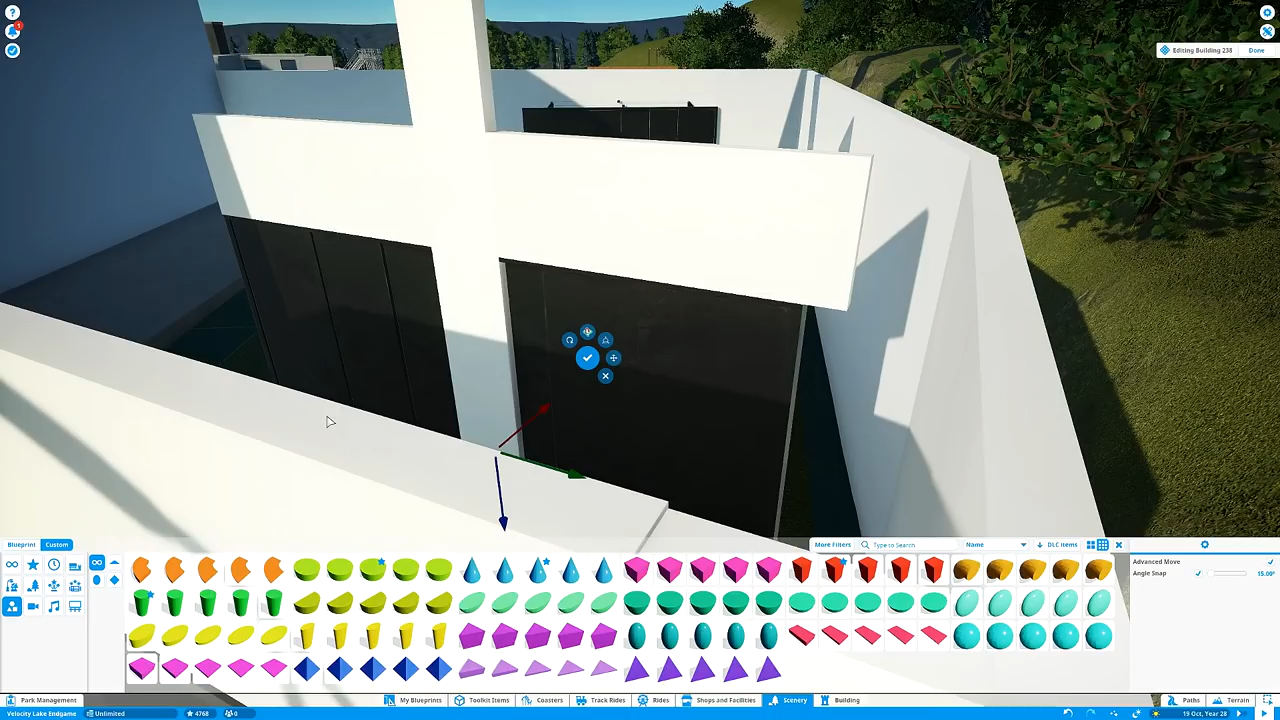 ?
1
Editing Building 238 Done
Blueprint Custom
More Filters Type to Search Name DLC Items
Advanced Move
Angle Snap 15.00°
Park Management
My Blueprints Toolkit Items Coasters Track Rides Rides Shops and Facilities Scenery Building Paths Terrain
Velocity Lake Endgame Unlimited 4768 0 19 Oct, Year 28